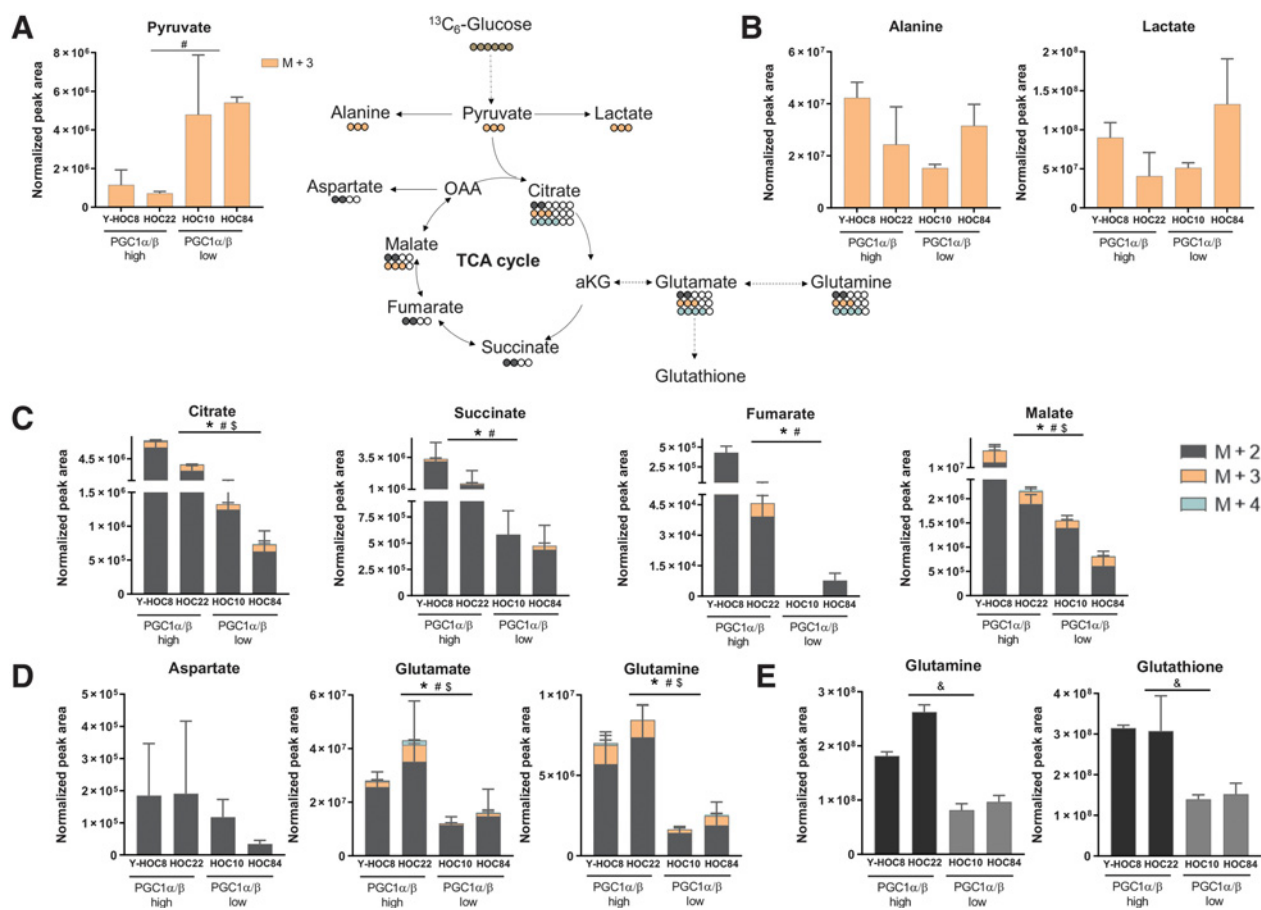 A
Pyruvate
Normalized peak area
8 × 10⁶
6 × 10⁶
4 × 10⁶
2 × 10⁶
0
#
M + 3
Y-HOC8 HOC22 HOC10 HOC84
PGC1α/β high
PGC1α/β low
¹³C₆-Glucose
Alanine
Pyruvate
Lactate
Aspartate
OAA
Citrate
Malate
TCA cycle
aKG
Glutamate
Glutamine
Fumarate
Succinate
Glutathione
B
Alanine
Normalized peak area
6 × 10⁷
4 × 10⁷
2 × 10⁷
0
Y-HOC8 HOC22 HOC10 HOC84
PGC1α/β high
PGC1α/β low
Lactate
Normalized peak area
2 × 10⁸
1.5 × 10⁸
1 × 10⁸
5 × 10⁷
0
Y-HOC8 HOC22 HOC10 HOC84
PGC1α/β high
PGC1α/β low
C
Citrate
Normalized peak area
4.5 × 10⁶
1.5 × 10⁶
1 × 10⁶
5 × 10⁵
0
* # $
Y-HOC8 HOC22 HOC10 HOC84
PGC1α/β high
PGC1α/β low
Succinate
Normalized peak area
3.5 × 10⁶
1 × 10⁶
7.5 × 10⁵
5 × 10⁵
2.5 × 10⁵
0
* #
Y-HOC8 HOC22 HOC10 HOC84
PGC1α/β high
PGC1α/β low
Fumarate
Normalized peak area
5 × 10⁵
2.5 × 10⁵
4 × 10⁴
2 × 10⁴
0
* #
Y-HOC8 HOC22 HOC10 HOC84
PGC1α/β high
PGC1α/β low
Malate
Normalized peak area
1 × 10⁷
2 × 10⁶
1.5 × 10⁶
1 × 10⁶
5 × 10⁵
0
* # $
Y-HOC8 HOC22 HOC10 HOC84
PGC1α/β high
PGC1α/β low
M + 2
M + 3
M + 4
D
Aspartate
Normalized peak area
5 × 10⁵
4 × 10⁵
3 × 10⁵
2 × 10⁵
1 × 10⁵
0
Y-HOC8 HOC22 HOC10 HOC84
PGC1α/β high
PGC1α/β low
Glutamate
Normalized peak area
6 × 10⁷
4 × 10⁷
2 × 10⁷
0
* # $
Y-HOC8 HOC22 HOC10 HOC84
PGC1α/β high
PGC1α/β low
Glutamine
Normalized peak area
1 × 10⁷
5 × 10⁶
0
* # $
Y-HOC8 HOC22 HOC10 HOC84
PGC1α/β high
PGC1α/β low
E
Glutamine
Normalized peak area
3 × 10⁸
2 × 10⁸
1 × 10⁸
0
&
Y-HOC8 HOC22 HOC10 HOC84
PGC1α/β high
PGC1α/β low
Glutathione
Normalized peak area
4 × 10⁸
3 × 10⁸
2 × 10⁸
1 × 10⁸
0
&
Y-HOC8 HOC22 HOC10 HOC84
PGC1α/β high
PGC1α/β low